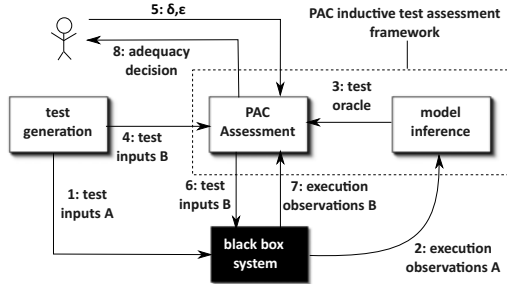 5: δ,ε
PAC inductive test assessment
framework
8: adequacy
decision
3: test
oracle
test
generation
PAC
Assessment
model
inference
4: test
inputs B
1: test
inputs A
6: test
inputs B
7: execution
observations B
black box
system
2: execution
observations A